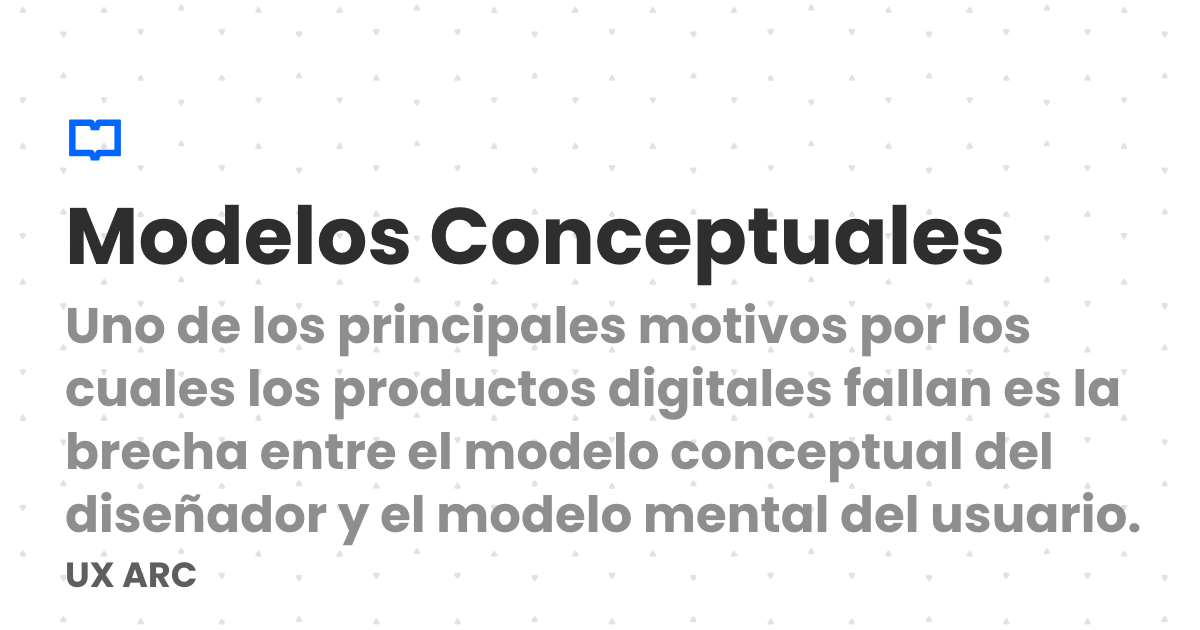 Modelos Conceptuales
Uno de los principales motivos por los
cuales los productos digitales fallan es la
brecha entre el modelo conceptual del
diseñador y el modelo mental del usuario.
UX ARC